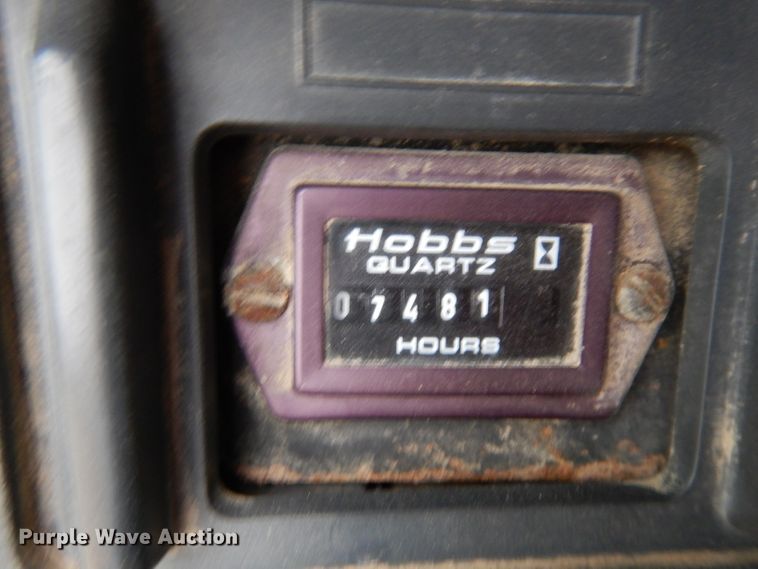 Hobbs
QUARTZ
07481
HOURS
Purple Wave Auction